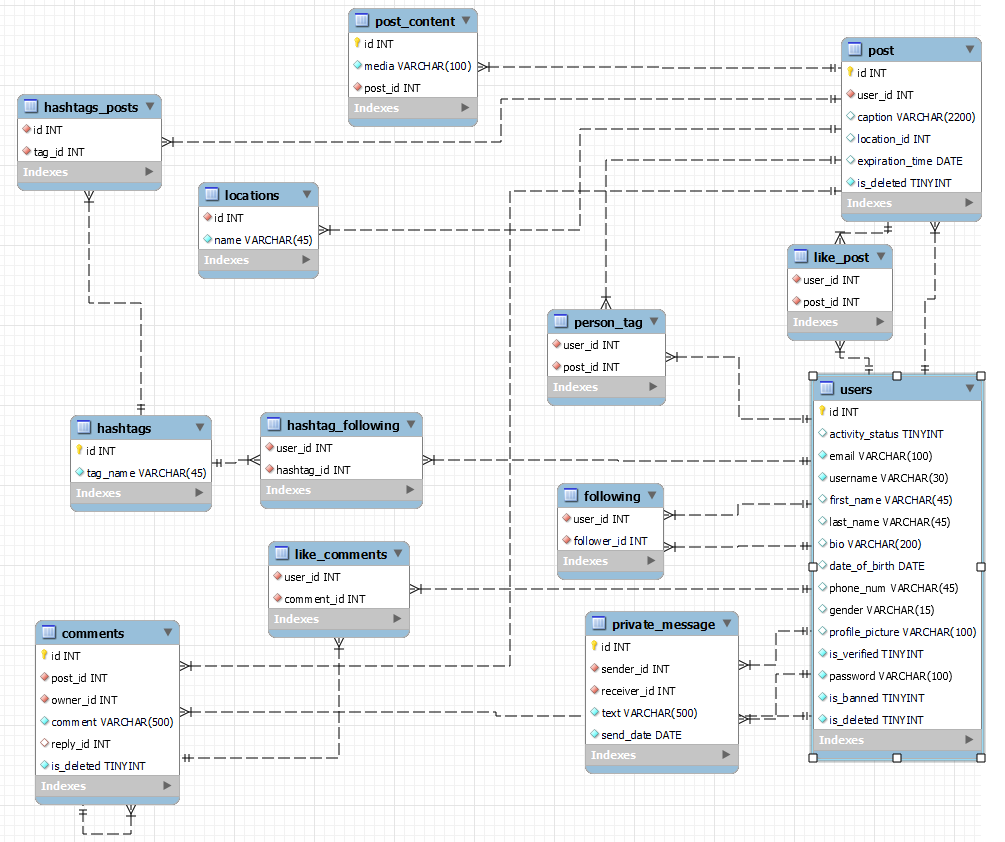 post_content
id INT
media VARCHAR(100)
post_id INT
Indexes
post
id INT
user_id INT
caption VARCHAR(2200)
location_id INT
expiration_time DATE
is_deleted TINYINT
Indexes
hashtags_posts
id INT
tag_id INT
Indexes
locations
id INT
name VARCHAR(45)
Indexes
like_post
user_id INT
post_id INT
Indexes
person_tag
user_id INT
post_id INT
Indexes
users
id INT
activity_status TINYINT
email VARCHAR(100)
username VARCHAR(30)
first_name VARCHAR(45)
last_name VARCHAR(45)
bio VARCHAR(200)
date_of_birth DATE
phone_num VARCHAR(45)
gender VARCHAR(15)
profile_picture VARCHAR(100)
is_verified TINYINT
password VARCHAR(100)
is_banned TINYINT
is_deleted TINYINT
Indexes
hashtags
id INT
tag_name VARCHAR(45)
Indexes
hashtag_following
user_id INT
hashtag_id INT
Indexes
following
user_id INT
follower_id INT
Indexes
like_comments
user_id INT
comment_id INT
Indexes
private_message
id INT
sender_id INT
receiver_id INT
text VARCHAR(500)
send_date DATE
Indexes
comments
id INT
post_id INT
owner_id INT
comment VARCHAR(500)
reply_id INT
is_deleted TINYINT
Indexes